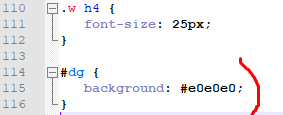 110 .w h4 {
111 font-size: 25px;
112 }
113
114 #dg {
115 background: #e0e0e0;
116 }